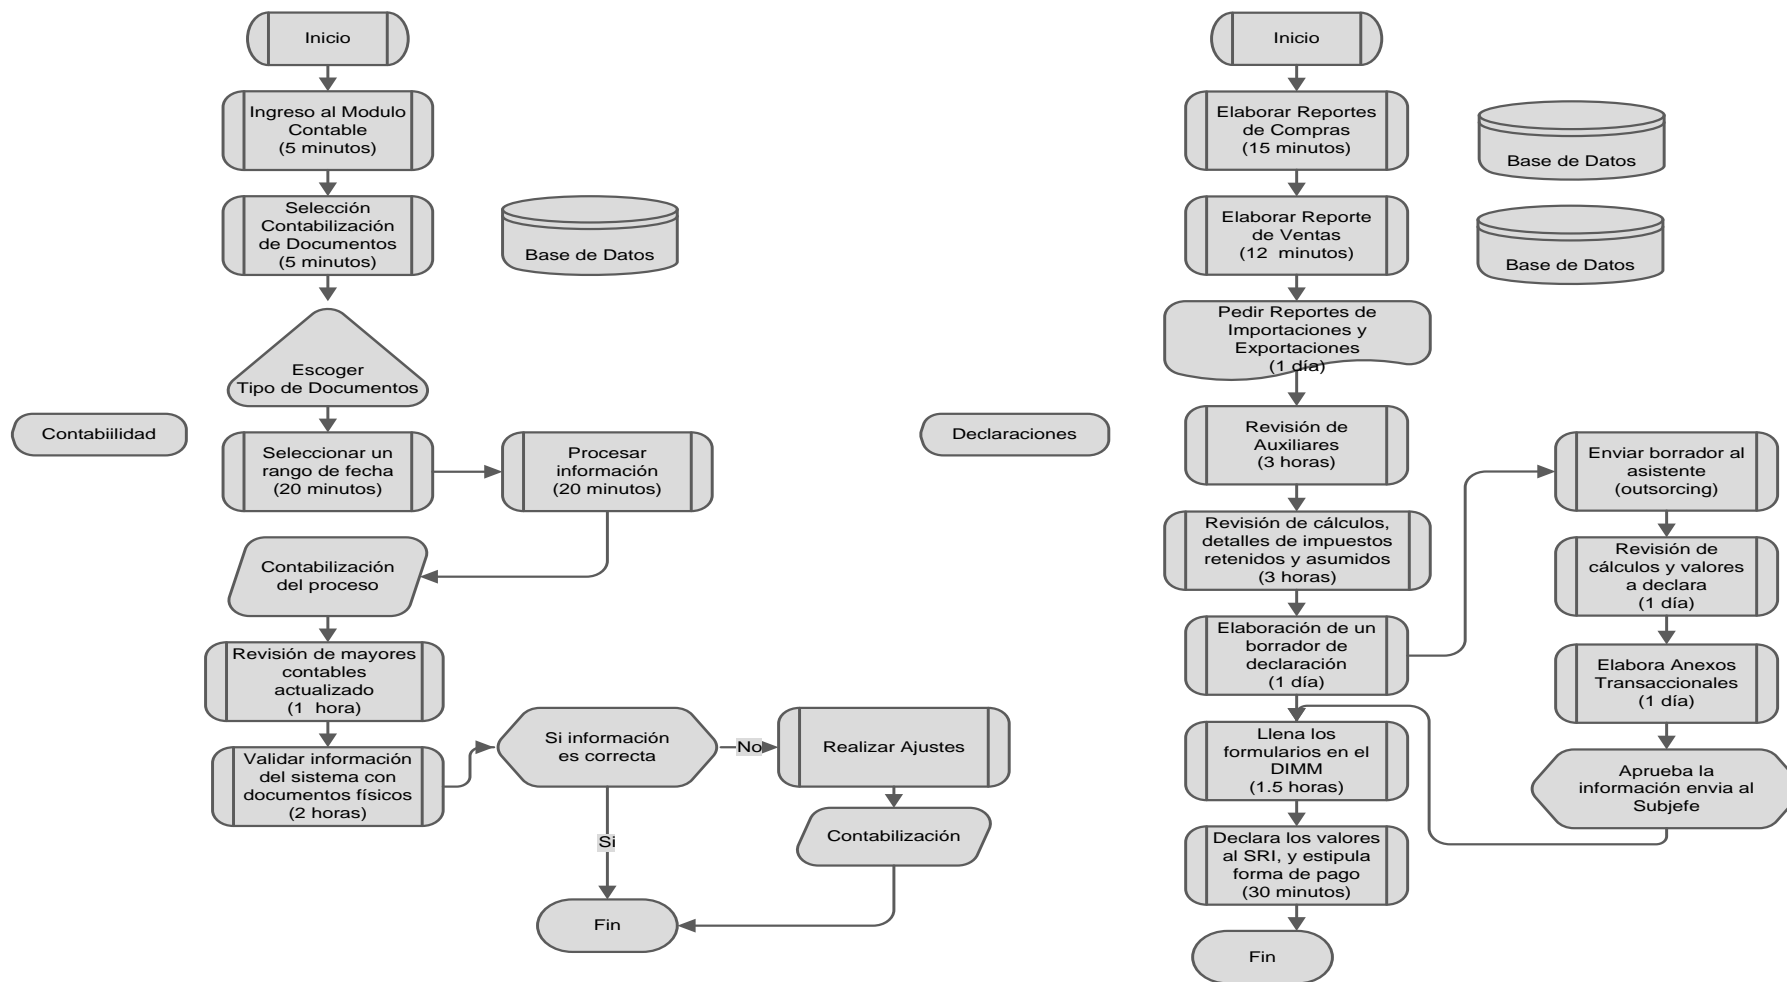 Inicio
Ingreso al Modulo
Contable
(5 minutos)
Selección
Contabilización
de Documentos
(5 minutos)
Base de Datos
Escoger
Tipo de Documentos
Contabiilidad
Seleccionar un
rango de fecha
(20 minutos)
Procesar
información
(20 minutos)
Contabilización
del proceso
Revisión de mayores
contables
actualizado
(1 hora)
Validar información
del sistema con
documentos físicos
(2 horas)
Si información
es correcta
No
Realizar Ajustes
Si
Contabilización
Fin
Inicio
Elaborar Reportes
de Compras
(15 minutos)
Base de Datos
Elaborar Reporte
de Ventas
(12 minutos)
Base de Datos
Pedir Reportes de
Importaciones y
Exportaciones
(1 día)
Declaraciones
Revisión de
Auxiliares
(3 horas)
Revisión de cálculos,
detalles de impuestos
retenidos y asumidos
(3 horas)
Elaboración de un
borrador de
declaración
(1 día)
Enviar borrador al
asistente
(outsorcing)
Revisión de
cálculos y valores
a declara
(1 día)
Elabora Anexos
Transaccionales
(1 día)
Aprueba la
información envia al
Subjefe
Llena los
formularios en el
DIMM
(1.5 horas)
Declara los valores
al SRI, y estipula
forma de pago
(30 minutos)
Fin